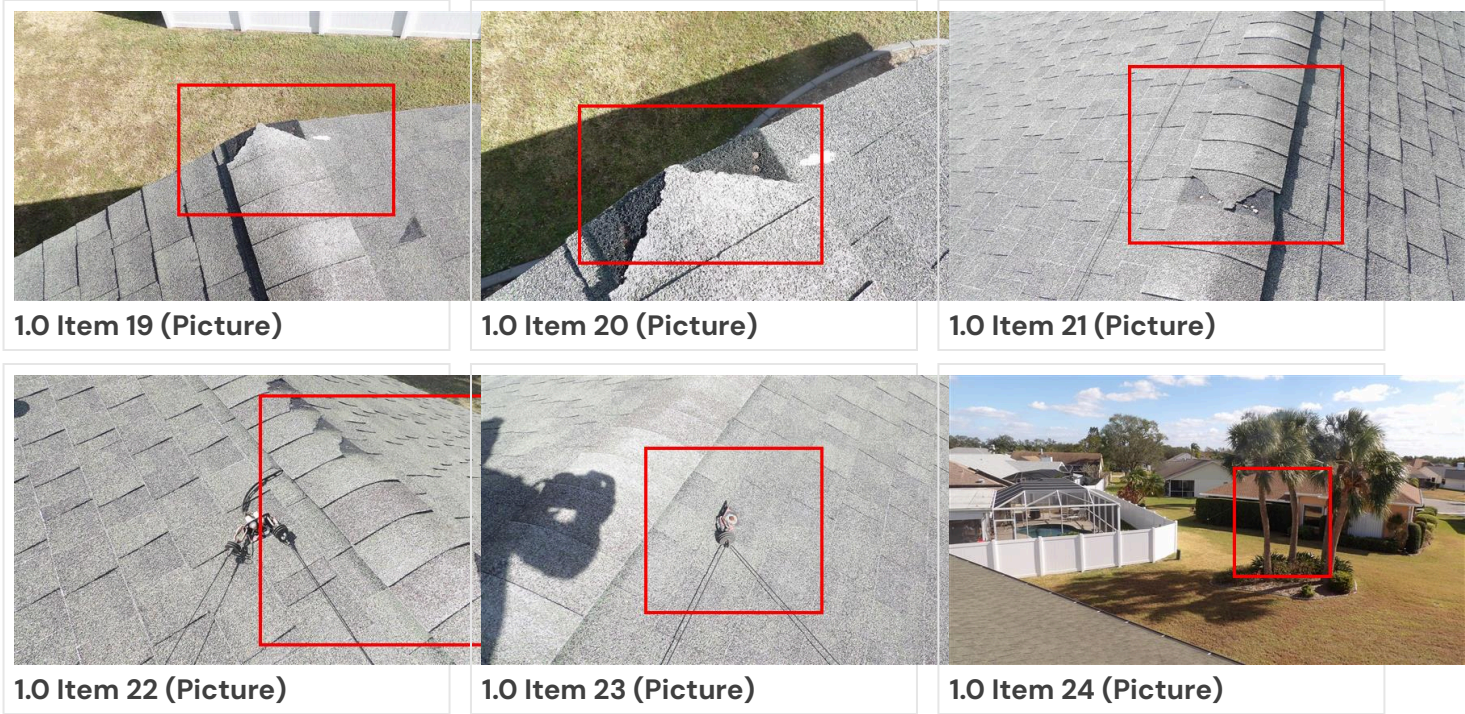 1.0 Item 19 (Picture)
1.0 Item 20 (Picture)
1.0 Item 21 (Picture)
1.0 Item 22 (Picture)
1.0 Item 23 (Picture)
1.0 Item 24 (Picture)